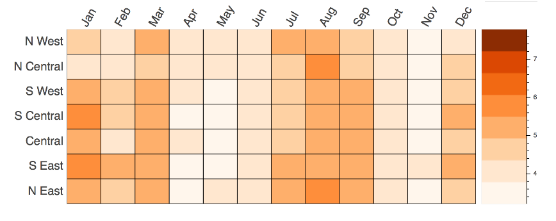 Jan Feb Mar Apr May Jun Jul Aug Sep Oct Nov Dec
N West
N Central
S West
S Central
Central
S East
N East
7
6
5
4